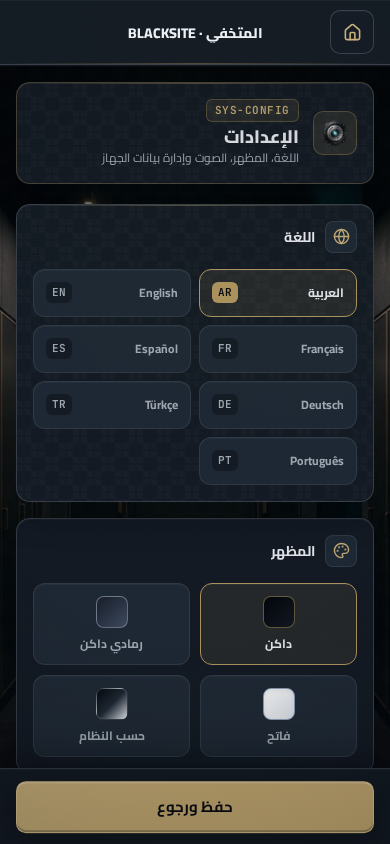 المتخفي · BLACKSITE
SYS-CONFIG
الإعدادات
اللغة، المظهر، الصوت وإدارة بيانات الجهاز
اللغة
العربية AR
English EN
Français FR
Español ES
Deutsch DE
Türkçe TR
Português PT
المظهر
داكن
رمادي داكن
فاتح
حسب النظام
حفظ ورجوع